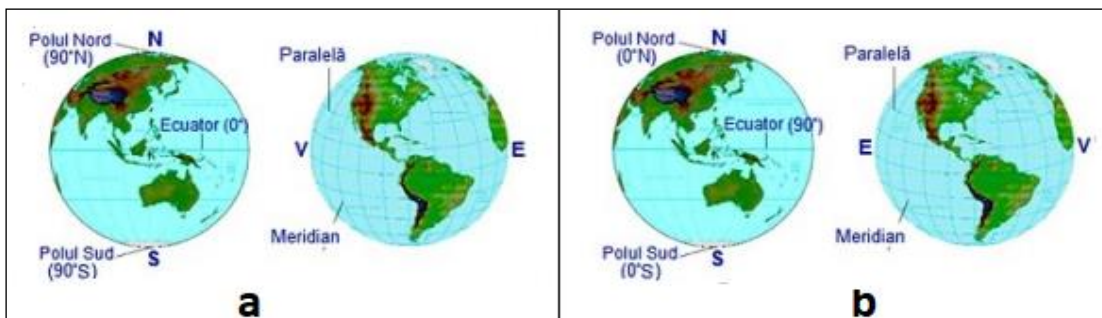 Polul Nord
(90°N)
N
Paralelă
Ecuator (0°)
V
E
Meridian
Polul Sud
(90°S)
S
a
Polul Nord
(0°N)
N
Paralelă
Ecuator (90°)
E
V
Meridian
Polul Sud
(0°S)
S
b